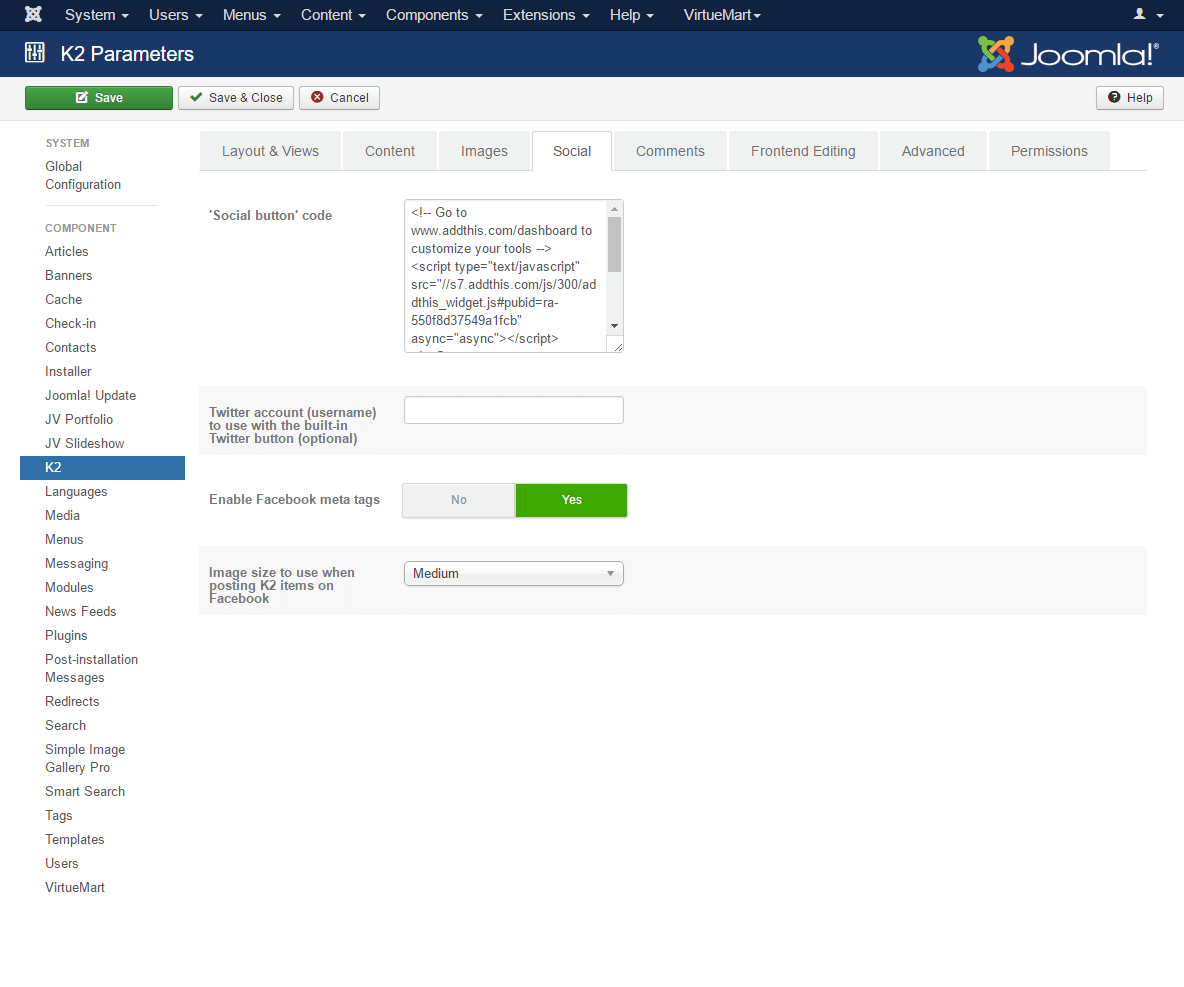 System Users Menus Content Components Extensions Help VirtueMart
K2 Parameters
Joomla!®
Save Save & Close Cancel Help
SYSTEM
Global
Configuration
COMPONENT
Articles
Banners
Cache
Check-in
Contacts
Installer
Joomla! Update
JV Portfolio
JV Slideshow
K2
Languages
Media
Menus
Messaging
Modules
News Feeds
Plugins
Post-installation
Messages
Redirects
Search
Simple Image
Gallery Pro
Smart Search
Tags
Templates
Users
VirtueMart
Layout & Views Content Images Social Comments Frontend Editing Advanced Permissions
'Social button' code
<!-- Go to
www.addthis.com/dashboard to
customize your tools -->
<script type="text/javascript"
src="//s7.addthis.com/js/300/ad
dthis_widget.js#pubid=ra-
550f8d37549a1fcb"
async="async"></script>
Twitter account (username)
to use with the built-in
Twitter button (optional)
Enable Facebook meta tags
No Yes
Image size to use when
posting K2 items on
Facebook
Medium